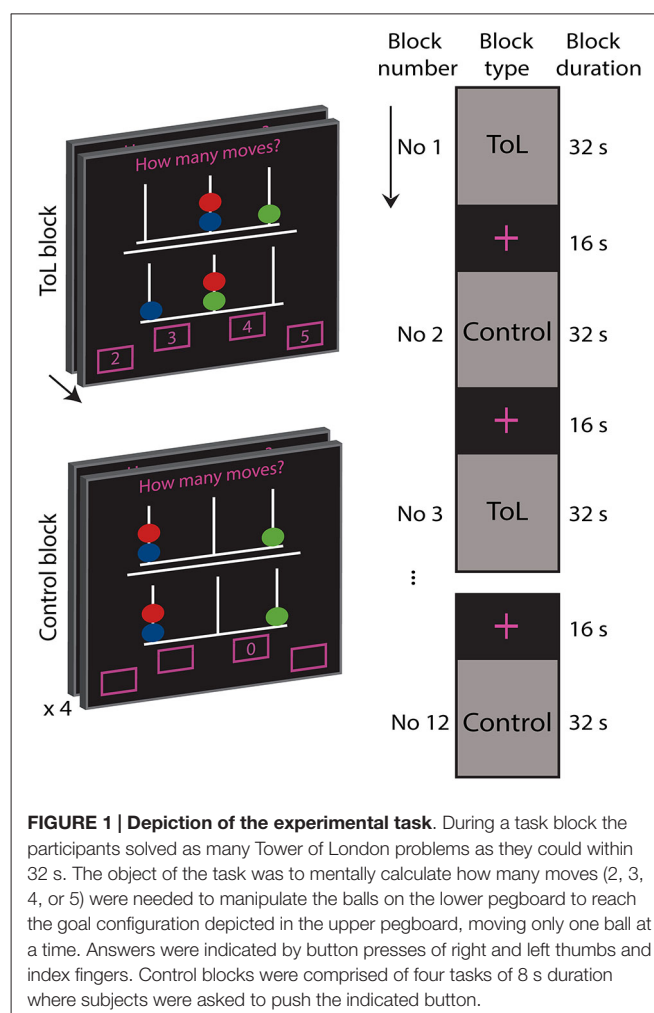 Block number
Block type
Block duration
ToL block
How many moves?
2 3 4 5
Control block
How many moves?
0
x 4
No 1 ToL 32 s
+ 16 s
No 2 Control 32 s
+ 16 s
No 3 ToL 32 s
...
+ 16 s
No 12 Control 32 s
FIGURE 1 | Depiction of the experimental task. During a task block the
participants solved as many Tower of London problems as they could within
32 s. The object of the task was to mentally calculate how many moves (2, 3,
4, or 5) were needed to manipulate the balls on the lower pegboard to reach
the goal configuration depicted in the upper pegboard, moving only one ball at
a time. Answers were indicated by button presses of right and left thumbs and
index fingers. Control blocks were comprised of four tasks of 8 s duration
where subjects were asked to push the indicated button.